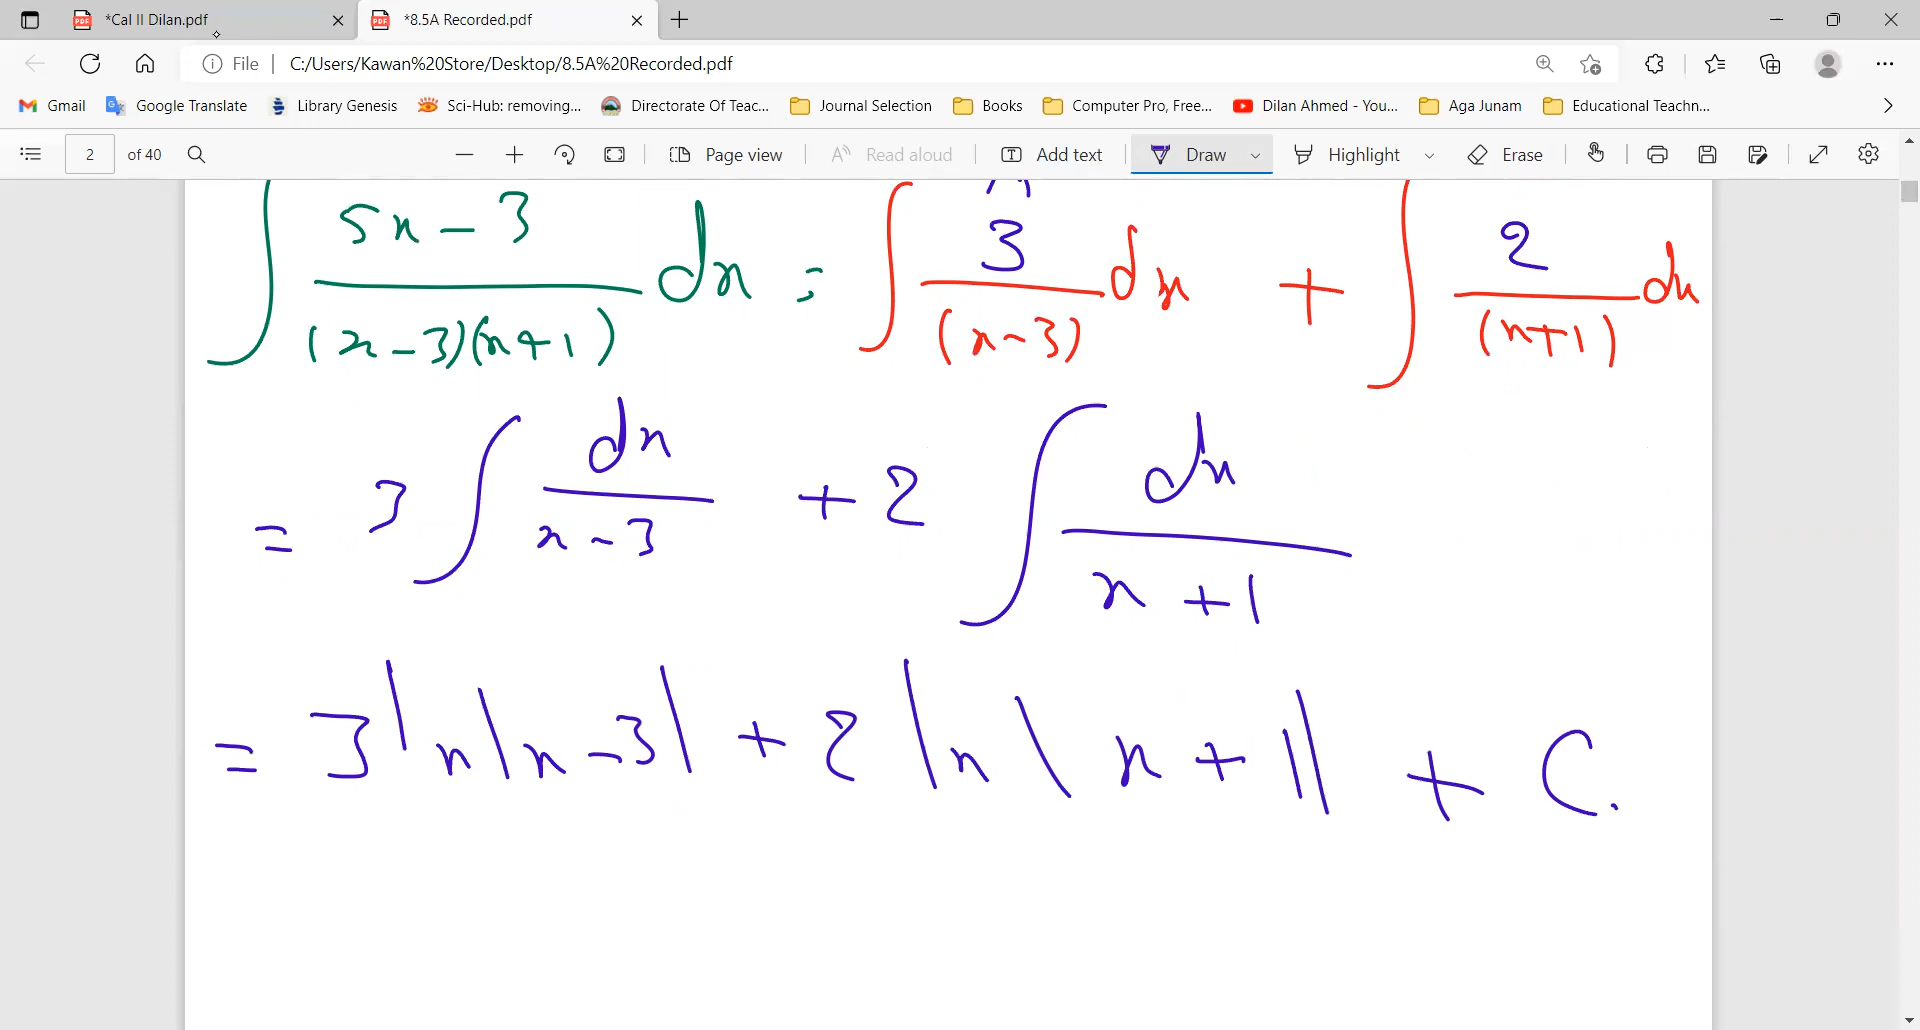 *Cal II Dilan.pdf
*8.5A Recorded.pdf
File | C:/Users/Kawan%20Store/Desktop/8.5A%20Recorded.pdf
Gmail Google Translate Library Genesis Sci-Hub: removing... Directorate Of Teac... Journal Selection Books Computer Pro, Free... Dilan Ahmed - You... Aga Junam Educational Teachn...
2 of 40 Page view Read aloud Add text Draw Highlight Erase
∫ (5x - 3)/((x - 3)(x + 1)) dx = ∫ 3/(x - 3) dx + ∫ 2/(x + 1) dx
= 3 ∫ dx/(x - 3) + 2 ∫ dx/(x + 1)
= 3 ln|x - 3| + 2 ln|x + 1| + C.